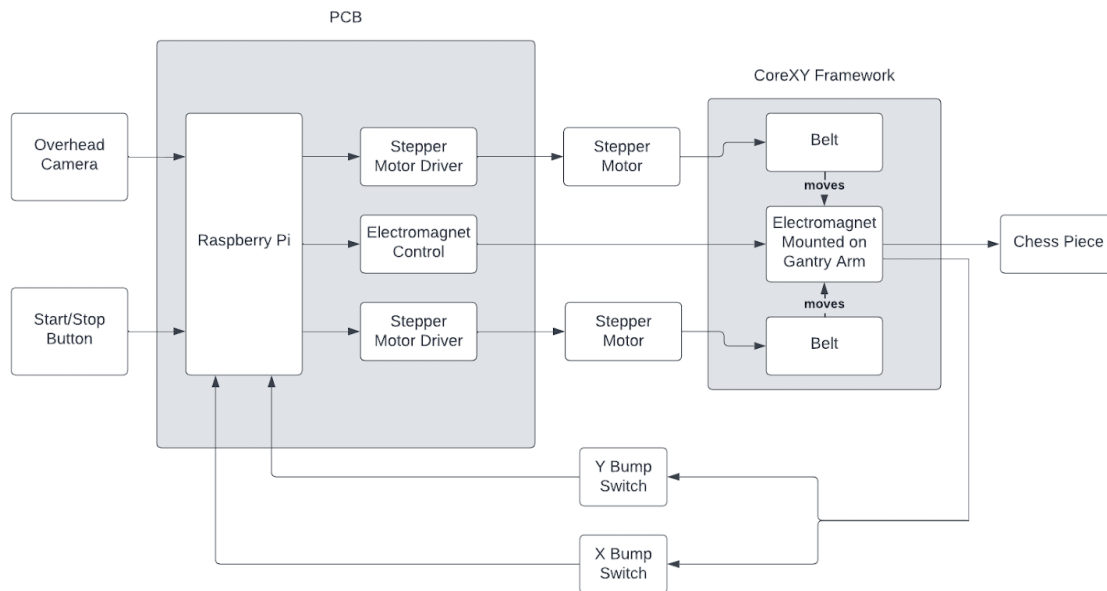 PCB
CoreXY Framework
Overhead
Camera
Start/Stop
Button
Raspberry Pi
Stepper
Motor Driver
Electromagnet
Control
Stepper
Motor Driver
Stepper
Motor
Stepper
Motor
Belt
moves
Electromagnet
Mounted on
Gantry Arm
moves
Belt
Chess Piece
Y Bump
Switch
X Bump
Switch